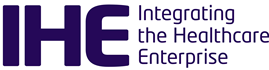 IHE
Integrating
the Healthcare
Enterprise